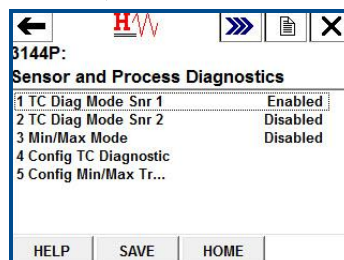 H
3144P:
Sensor and Process Diagnostics
1 TC Diag Mode Snr 1 Enabled
2 TC Diag Mode Snr 2 Disabled
3 Min/Max Mode Disabled
4 Config TC Diagnostic
5 Config Min/Max Tr...
HELP SAVE HOME